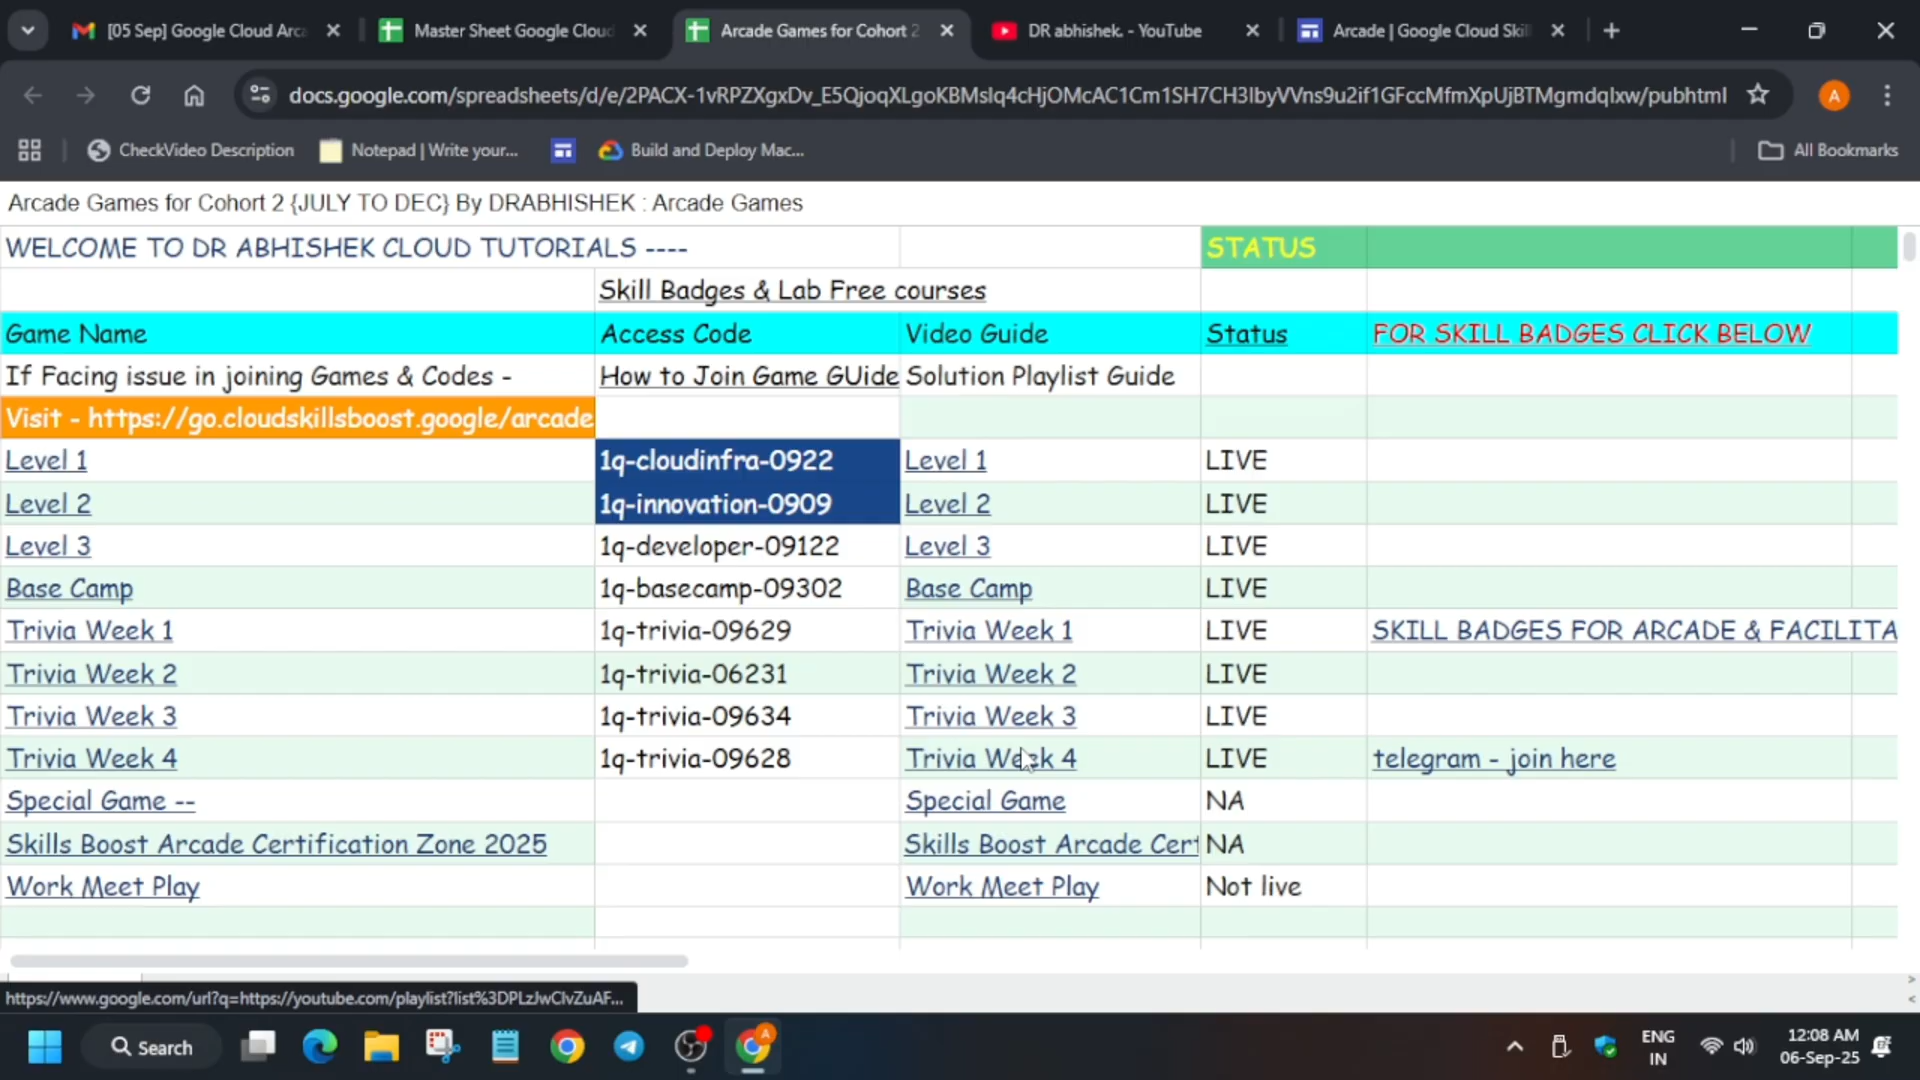 [05 Sep] Google Cloud Arc
Master Sheet Google Cloud
Arcade Games for Cohort 2
DR abhishek. - YouTube
Arcade | Google Cloud Skil
docs.google.com/spreadsheets/d/e/2PACX-1vRPZXgxDv_E5QjoqXLgoKBMslq4cHjOMcAC1Cm1SH7CH3lbyVVns9u2if1GFccMfmXpUjBTMgmdqlxw/pubhtml
A
CheckVideo Description
Notepad | Write your...
Build and Deploy Mac...
All Bookmarks
Arcade Games for Cohort 2 {JULY TO DEC} By DRABHISHEK : Arcade Games
WELCOME TO DR ABHISHEK CLOUD TUTORIALS ---- STATUS
Skill Badges & Lab Free courses
Game Name Access Code Video Guide Status FOR SKILL BADGES CLICK BELOW
If Facing issue in joining Games & Codes - How to Join Game GUide Solution Playlist Guide
Visit - https://go.cloudskillsboost.google/arcade
Level 1 1q-cloudinfra-0922 Level 1 LIVE
Level 2 1q-innovation-0909 Level 2 LIVE
Level 3 1q-developer-09122 Level 3 LIVE
Base Camp 1q-basecamp-09302 Base Camp LIVE
Trivia Week 1 1q-trivia-09629 Trivia Week 1 LIVE SKILL BADGES FOR ARCADE & FACILITA
Trivia Week 2 1q-trivia-06231 Trivia Week 2 LIVE
Trivia Week 3 1q-trivia-09634 Trivia Week 3 LIVE
Trivia Week 4 1q-trivia-09628 Trivia Week 4 LIVE telegram - join here
Special Game -- Special Game NA
Skills Boost Arcade Certification Zone 2025 Skills Boost Arcade Cert NA
Work Meet Play Work Meet Play Not live
https://www.google.com/url?q=https://youtube.com/playlist?list%3DPLzJwClvZuAF...
Search
A
ENG
IN
12:08 AM
06-Sep-25